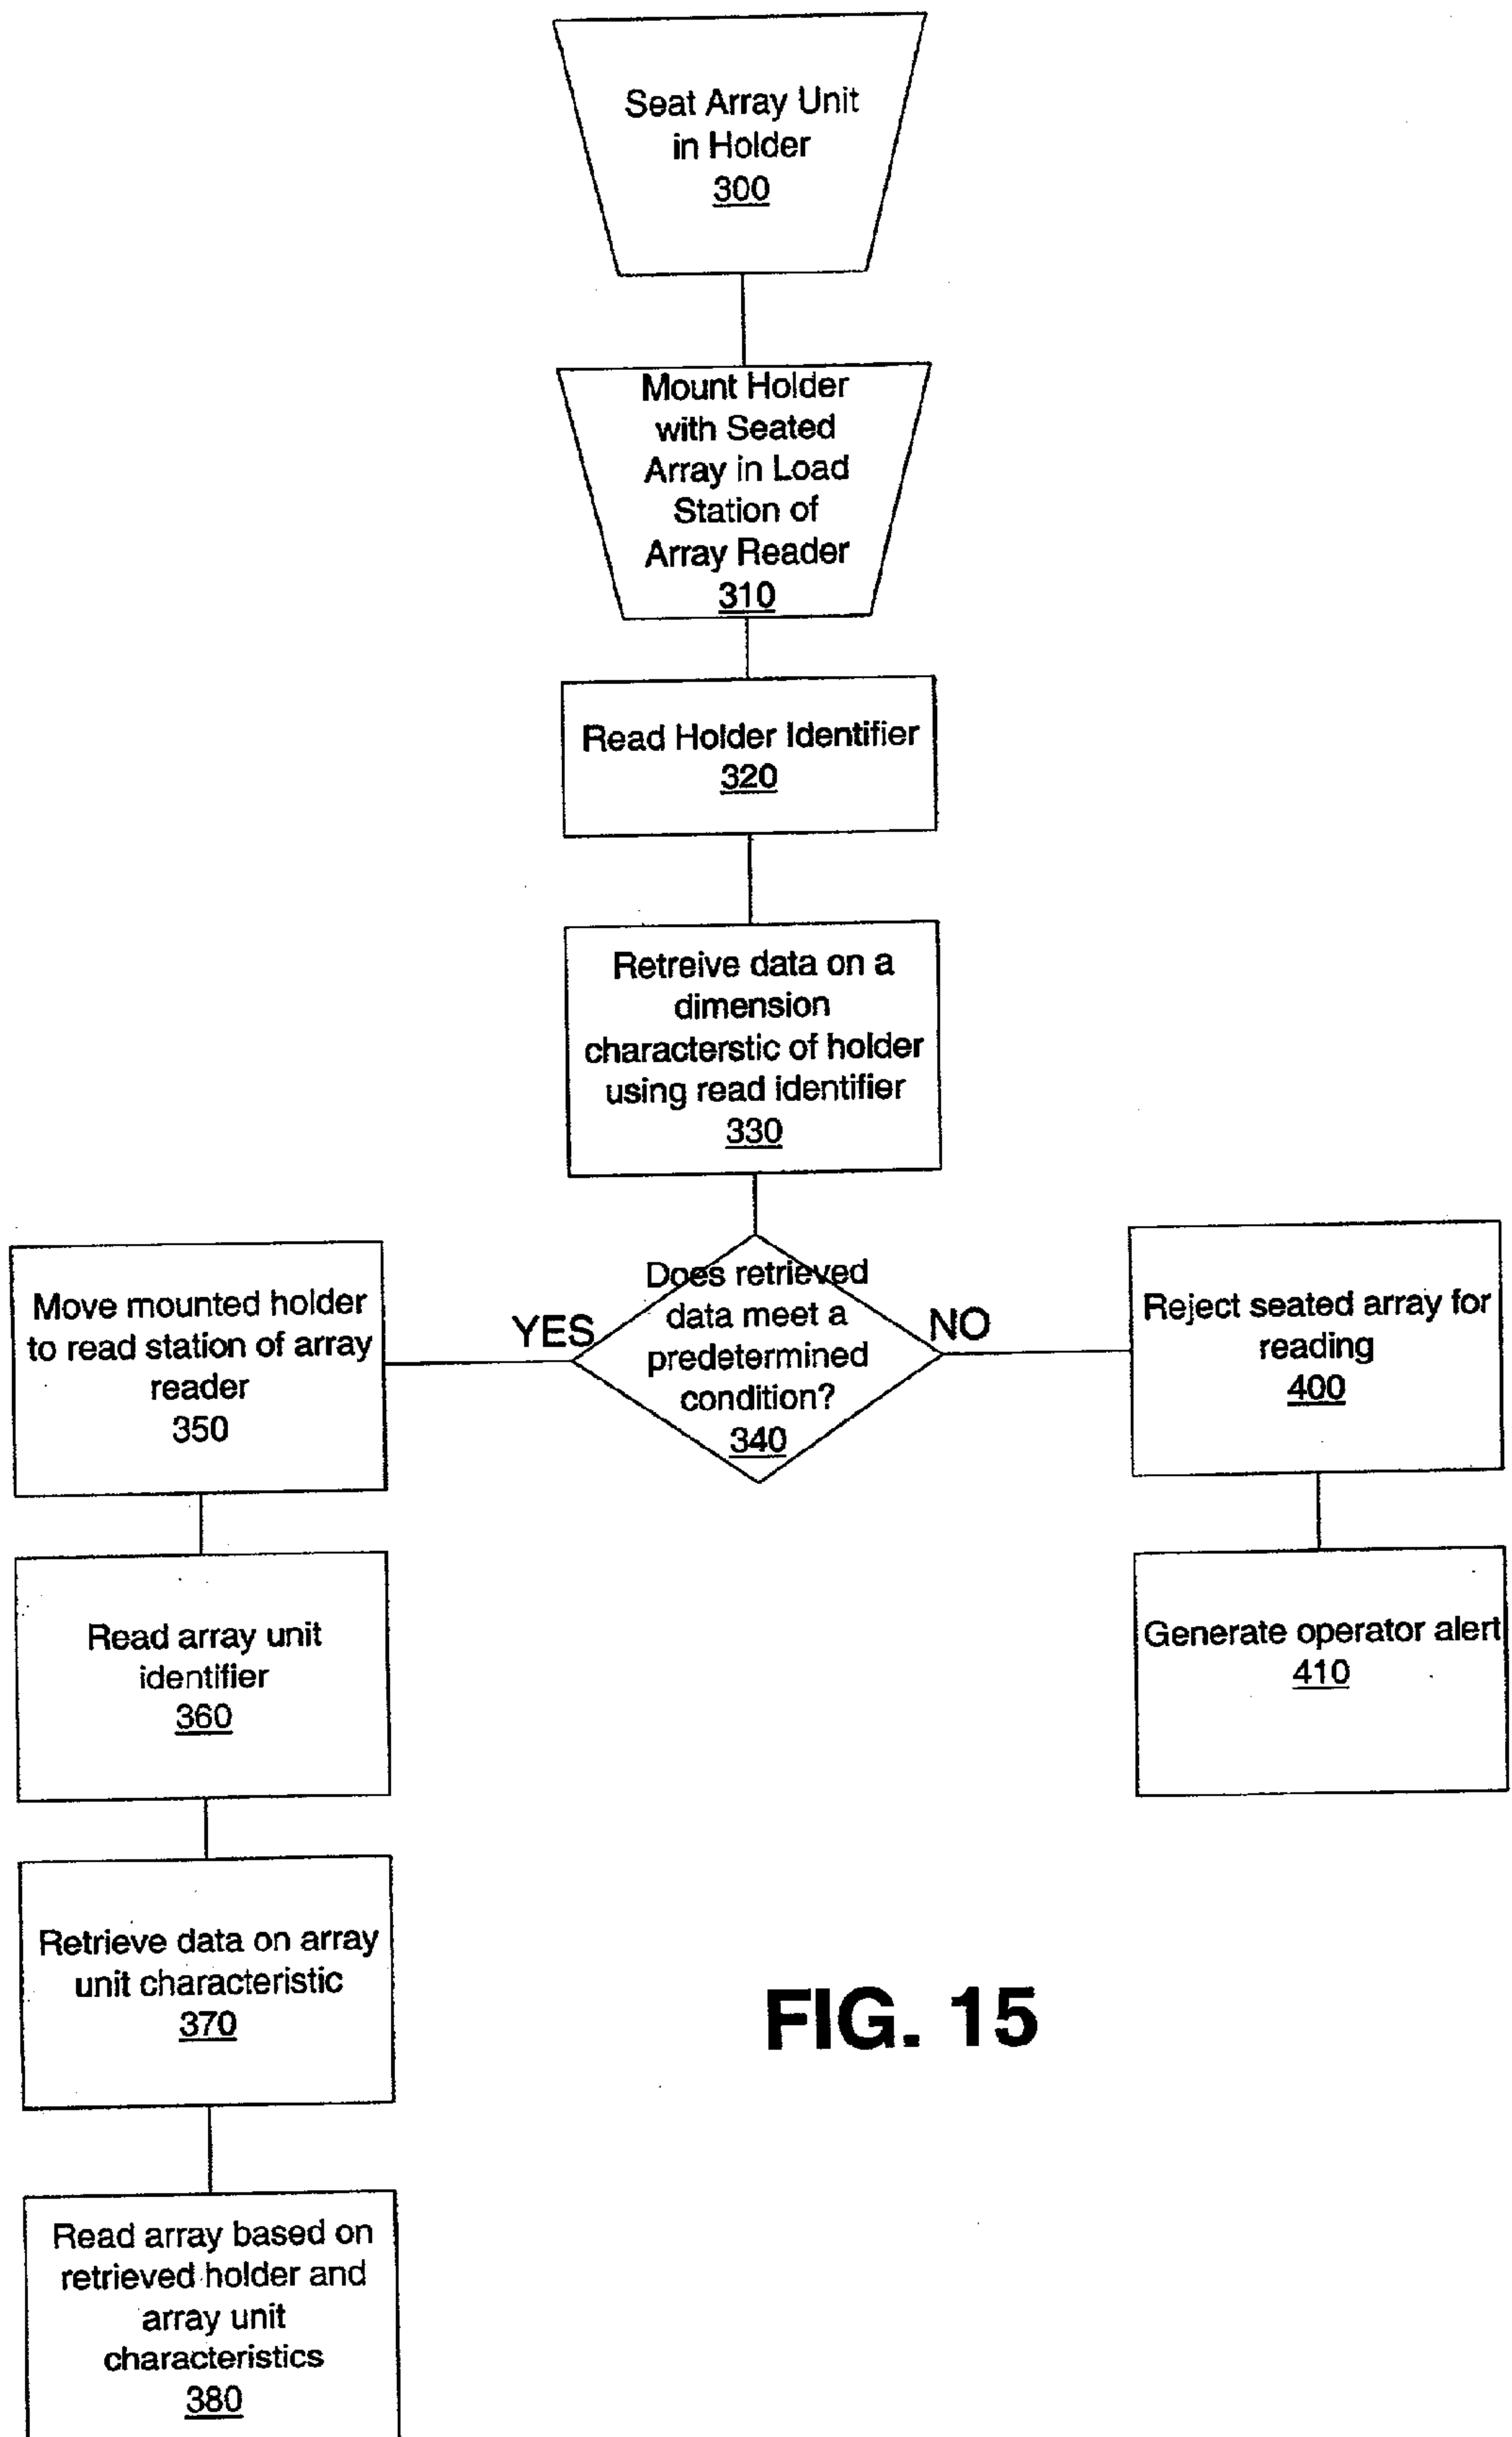 Seat Array Unit
in Holder
300
Mount Holder
with Seated
Array in Load
Station of
Array Reader
310
Read Holder Identifier
320
Retreive data on a
dimension
characterstic of holder
using read identifier
330
Does retrieved
data meet a
predetermined
condition?
340
YES
NO
Move mounted holder
to read station of array
reader
350
Read array unit
identifier
360
Retrieve data on array
unit characteristic
370
Read array based on
retrieved holder and
array unit
characteristics
380
Reject seated array for
reading
400
Generate operator alert
410
FIG. 15